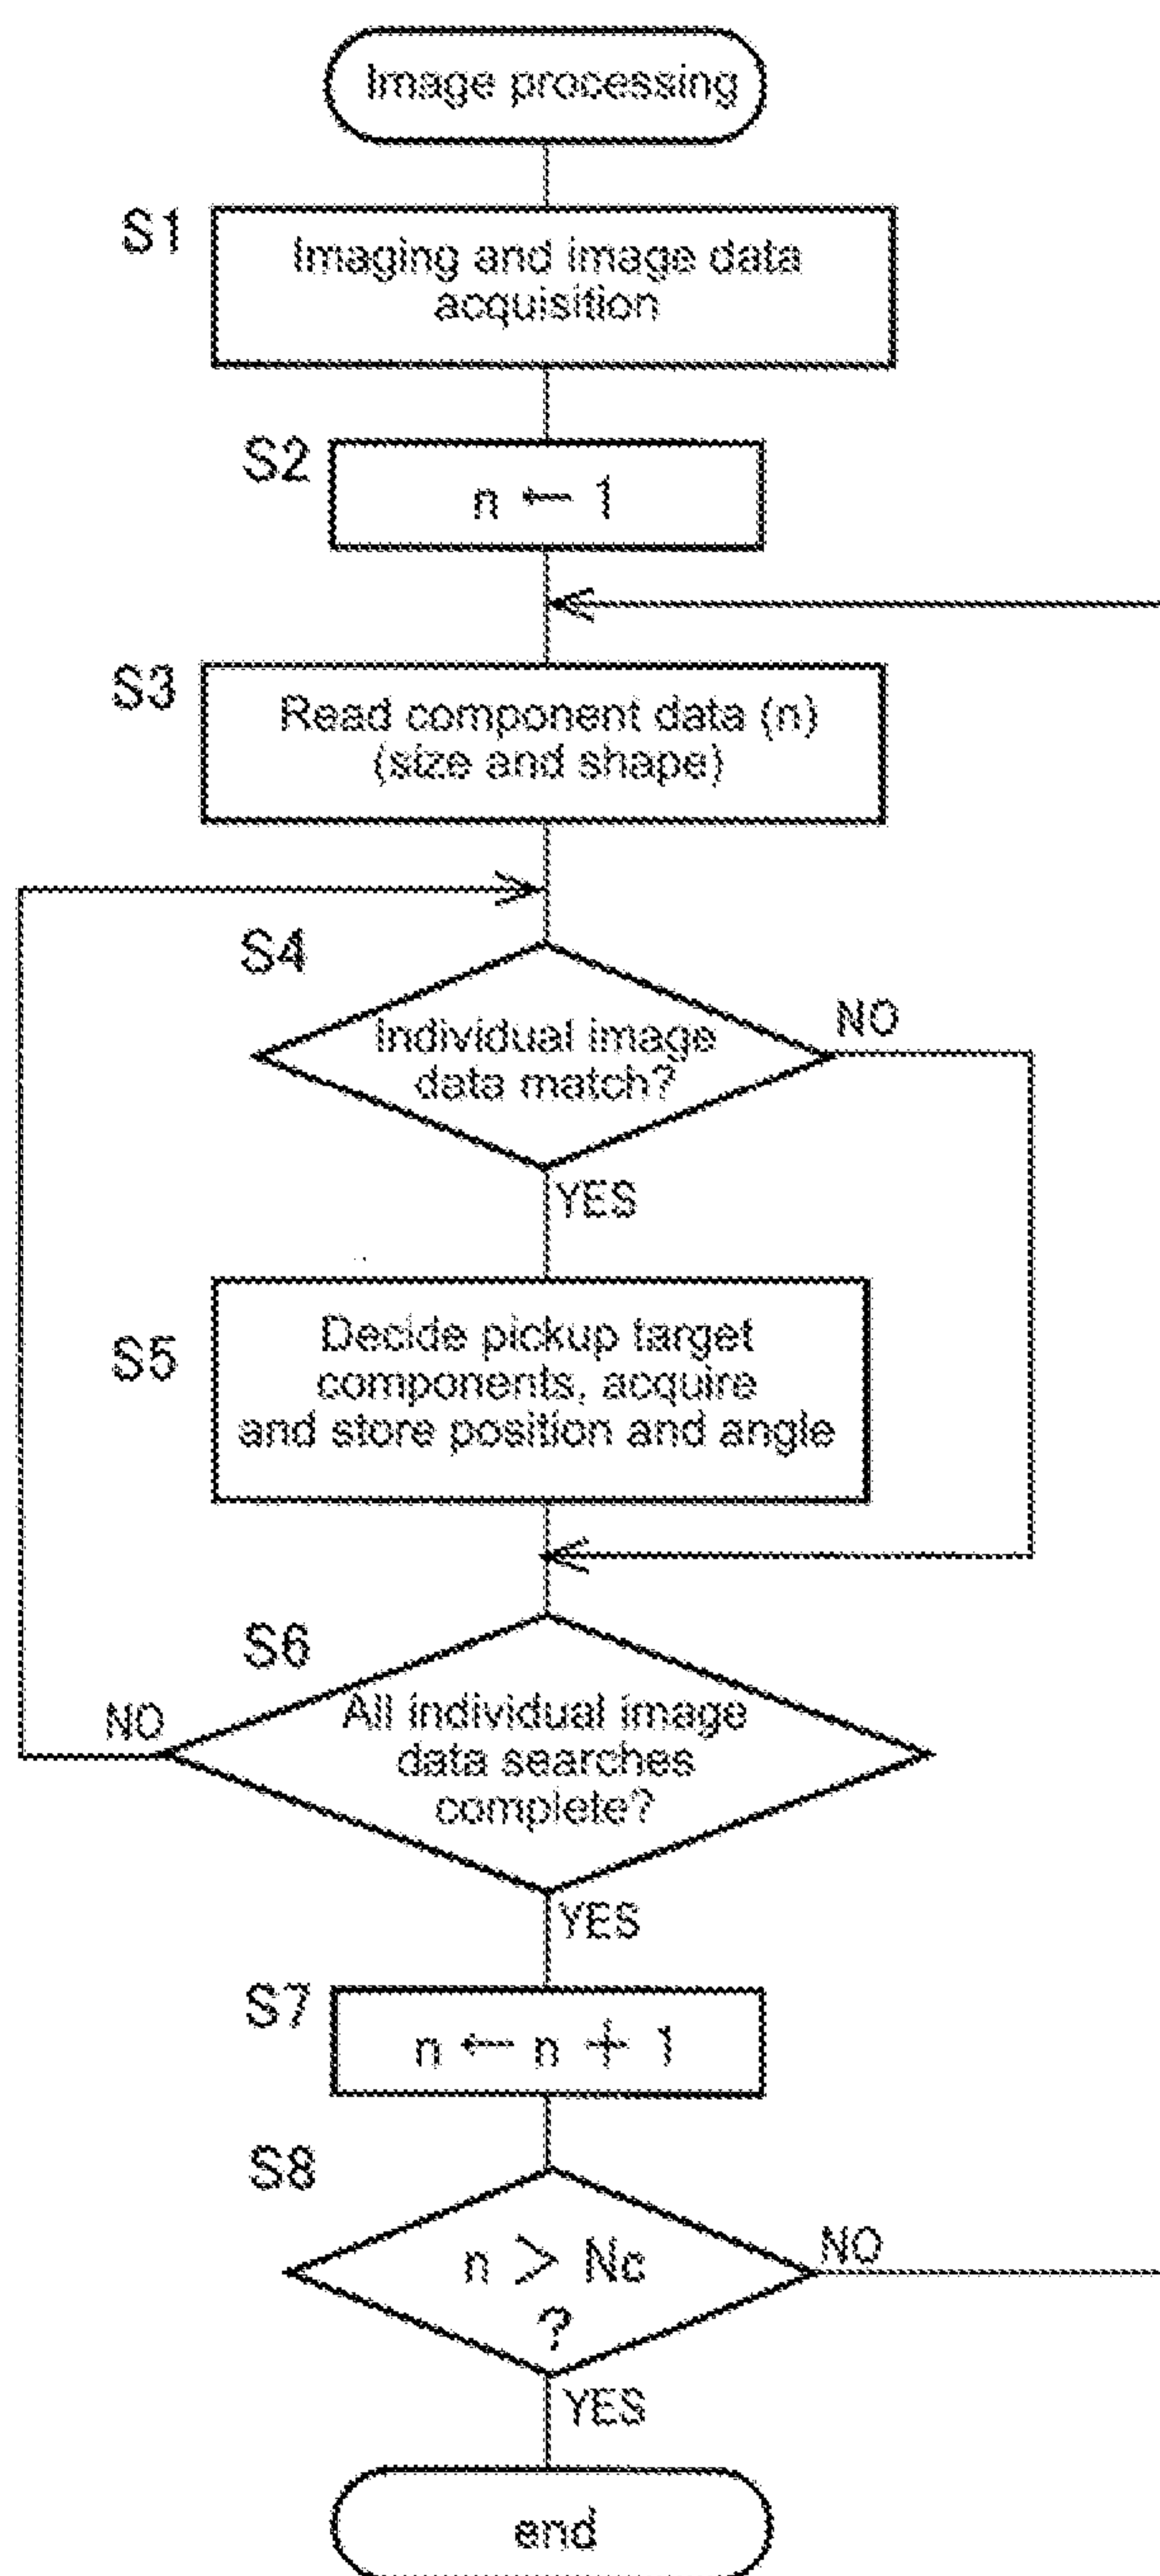 Image processing
S1
Imaging and image data
acquisition
S2
n ← 1
S3
Read component data (n)
(size and shape)
S4
Individual image
data match?
NO
YES
S5
Decide pickup target
components, acquire
and store position and angle
S6
NO
All individual image
data searches
complete?
YES
S7
n ← n + 1
S8
n > Nc
?
NO
YES
end